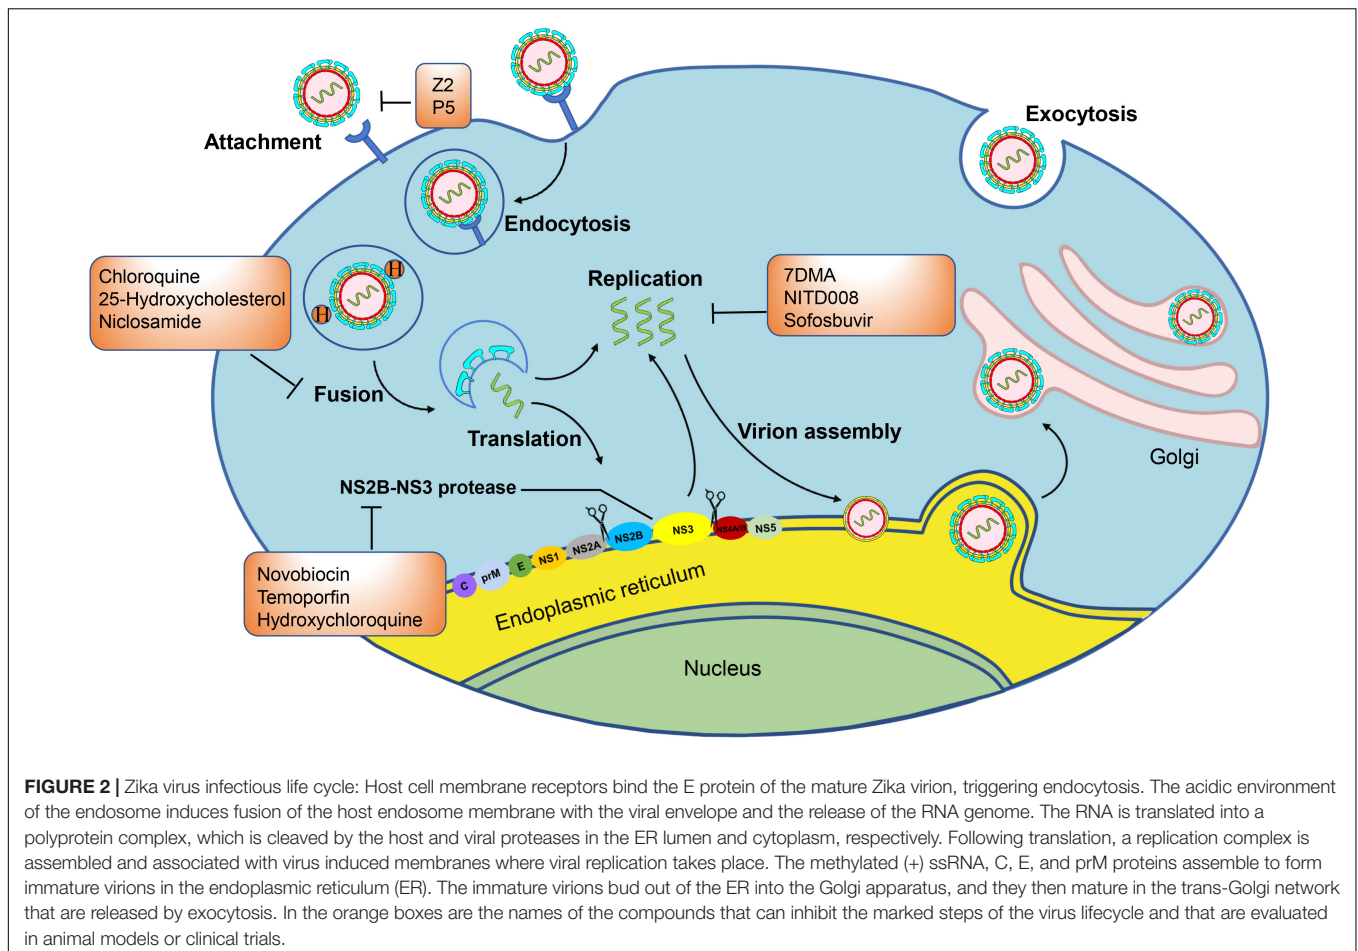 Z2
P5
Attachment
Exocytosis
Endocytosis
Chloroquine
25-Hydroxycholesterol
Niclosamide
H
H
Replication
7DMA
NITD008
Sofosbuvir
Fusion
Translation
Virion assembly
Golgi
NS2B-NS3 protease
Novobiocin
Temoporfin
Hydroxychloroquine
C
prM
E
NS1
NS2A
NS2B
NS3
NS4A/B
NS5
Endoplasmic reticulum
Nucleus
FIGURE 2 | Zika virus infectious life cycle: Host cell membrane receptors bind the E protein of the mature Zika virion, triggering endocytosis. The acidic environment
of the endosome induces fusion of the host endosome membrane with the viral envelope and the release of the RNA genome. The RNA is translated into a
polyprotein complex, which is cleaved by the host and viral proteases in the ER lumen and cytoplasm, respectively. Following translation, a replication complex is
assembled and associated with virus induced membranes where viral replication takes place. The methylated (+) ssRNA, C, E, and prM proteins assemble to form
immature virions in the endoplasmic reticulum (ER). The immature virions bud out of the ER into the Golgi apparatus, and they then mature in the trans-Golgi network
that are released by exocytosis. In the orange boxes are the names of the compounds that can inhibit the marked steps of the virus lifecycle and that are evaluated
in animal models or clinical trials.